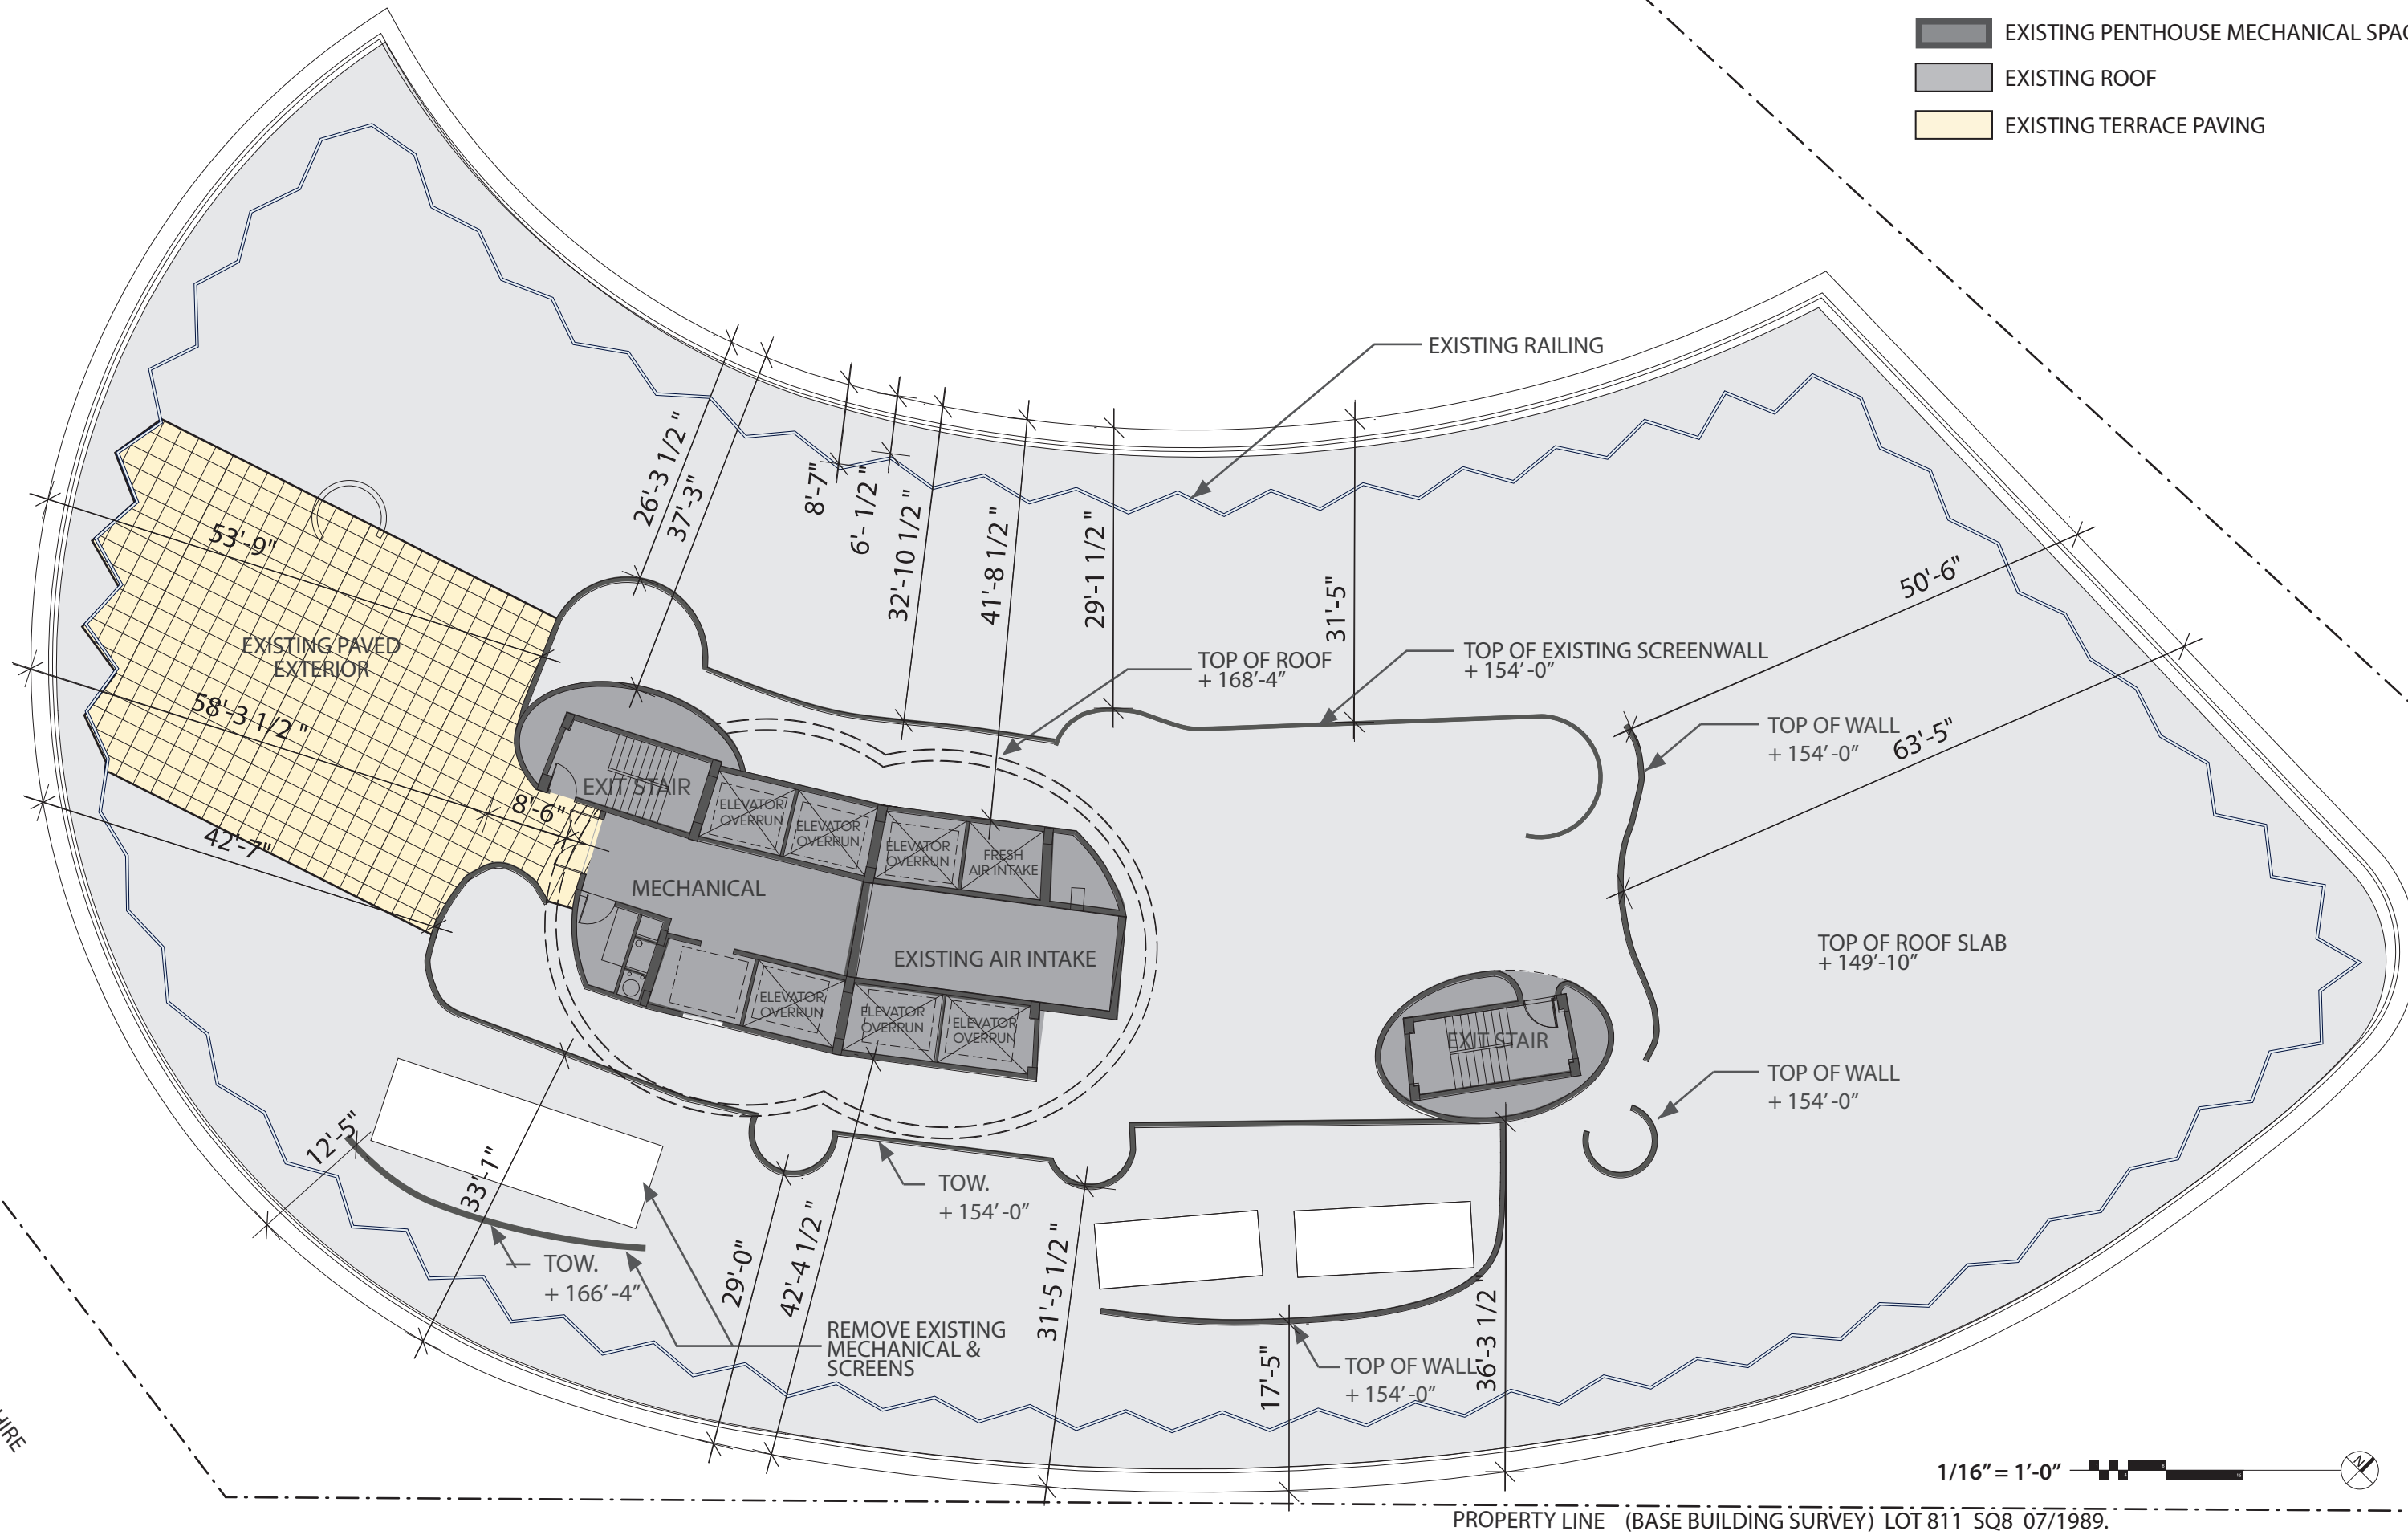 EXISTING PENTHOUSE MECHANICAL SPAC
EXISTING ROOF
EXISTING TERRACE PAVING
EXISTING RAILING
26'-3 1/2 "
37'-3"
8'-7"
6'- 1/2 "
32'-10 1/2 "
41'-8 1/2 "
29'-1 1/2 "
31'-5"
50'-6"
53'-9"
EXISTING PAVED
EXTERIOR
TOP OF ROOF
+ 168'-4"
TOP OF EXISTING SCREENWALL
+ 154'-0"
TOP OF WALL
+ 154'-0"
63'-5"
58'-3 1/2 "
8'-6"
42'-7"
EXIT STAIR
ELEVATOR
OVERRUN
ELEVATOR
OVERRUN
ELEVATOR
OVERRUN
FRESH
AIR INTAKE
MECHANICAL
EXISTING AIR INTAKE
ELEVATOR
OVERRUN
ELEVATOR
OVERRUN
ELEVATOR
OVERRUN
EXIT STAIR
TOP OF ROOF SLAB
+ 149'-10"
TOP OF WALL
+ 154'-0"
12'-5"
33'-1"
TOW.
+ 154'-0"
TOW.
+ 166'-4"
29'-0"
42'-4 1/2 "
31'-5 1/2 "
REMOVE EXISTING
MECHANICAL &
SCREENS
17'-5"
TOP OF WALL
+ 154'-0"
36'-3 1/2 "
HIRE
1/16" = 1'-0"
N
PROPERTY LINE (BASE BUILDING SURVEY) LOT 811 SQ8 07/1989.